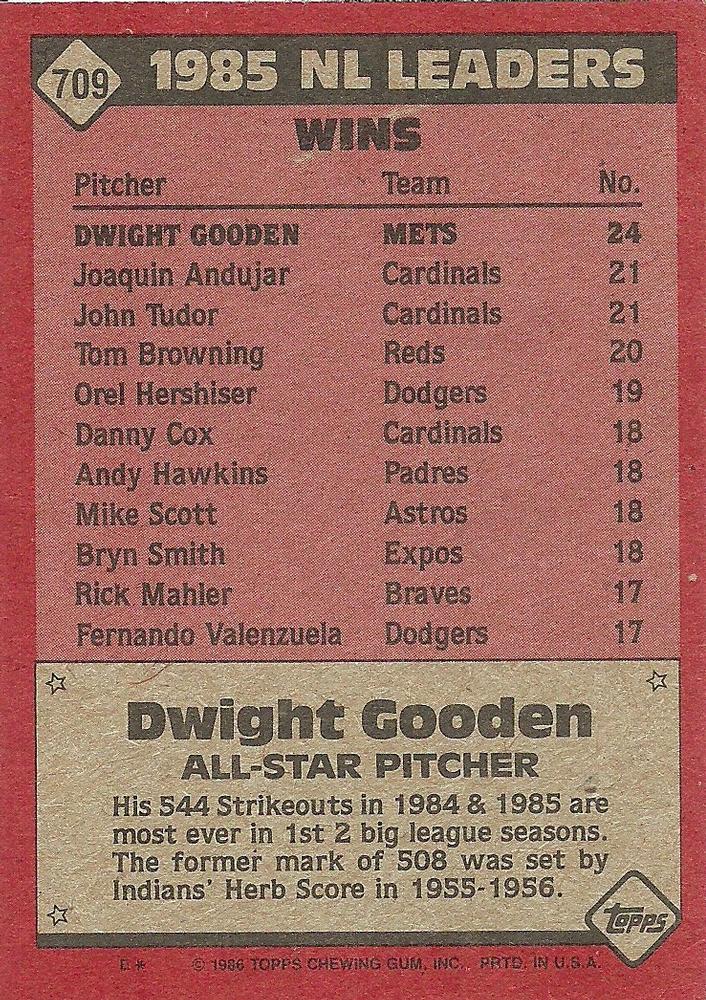 709 1985 NL LEADERS
WINS
Pitcher Team No.
DWIGHT GOODEN METS 24
Joaquin Andujar Cardinals 21
John Tudor Cardinals 21
Tom Browning Reds 20
Orel Hershiser Dodgers 19
Danny Cox Cardinals 18
Andy Hawkins Padres 18
Mike Scott Astros 18
Bryn Smith Expos 18
Rick Mahler Braves 17
Fernando Valenzuela Dodgers 17
Dwight Gooden
ALL-STAR PITCHER
His 544 Strikeouts in 1984 & 1985 are
most ever in 1st 2 big league seasons.
The former mark of 508 was set by
Indians' Herb Score in 1955-1956.
topps
© 1986 TOPPS CHEWING GUM, INC. PRTD. IN U.S.A.